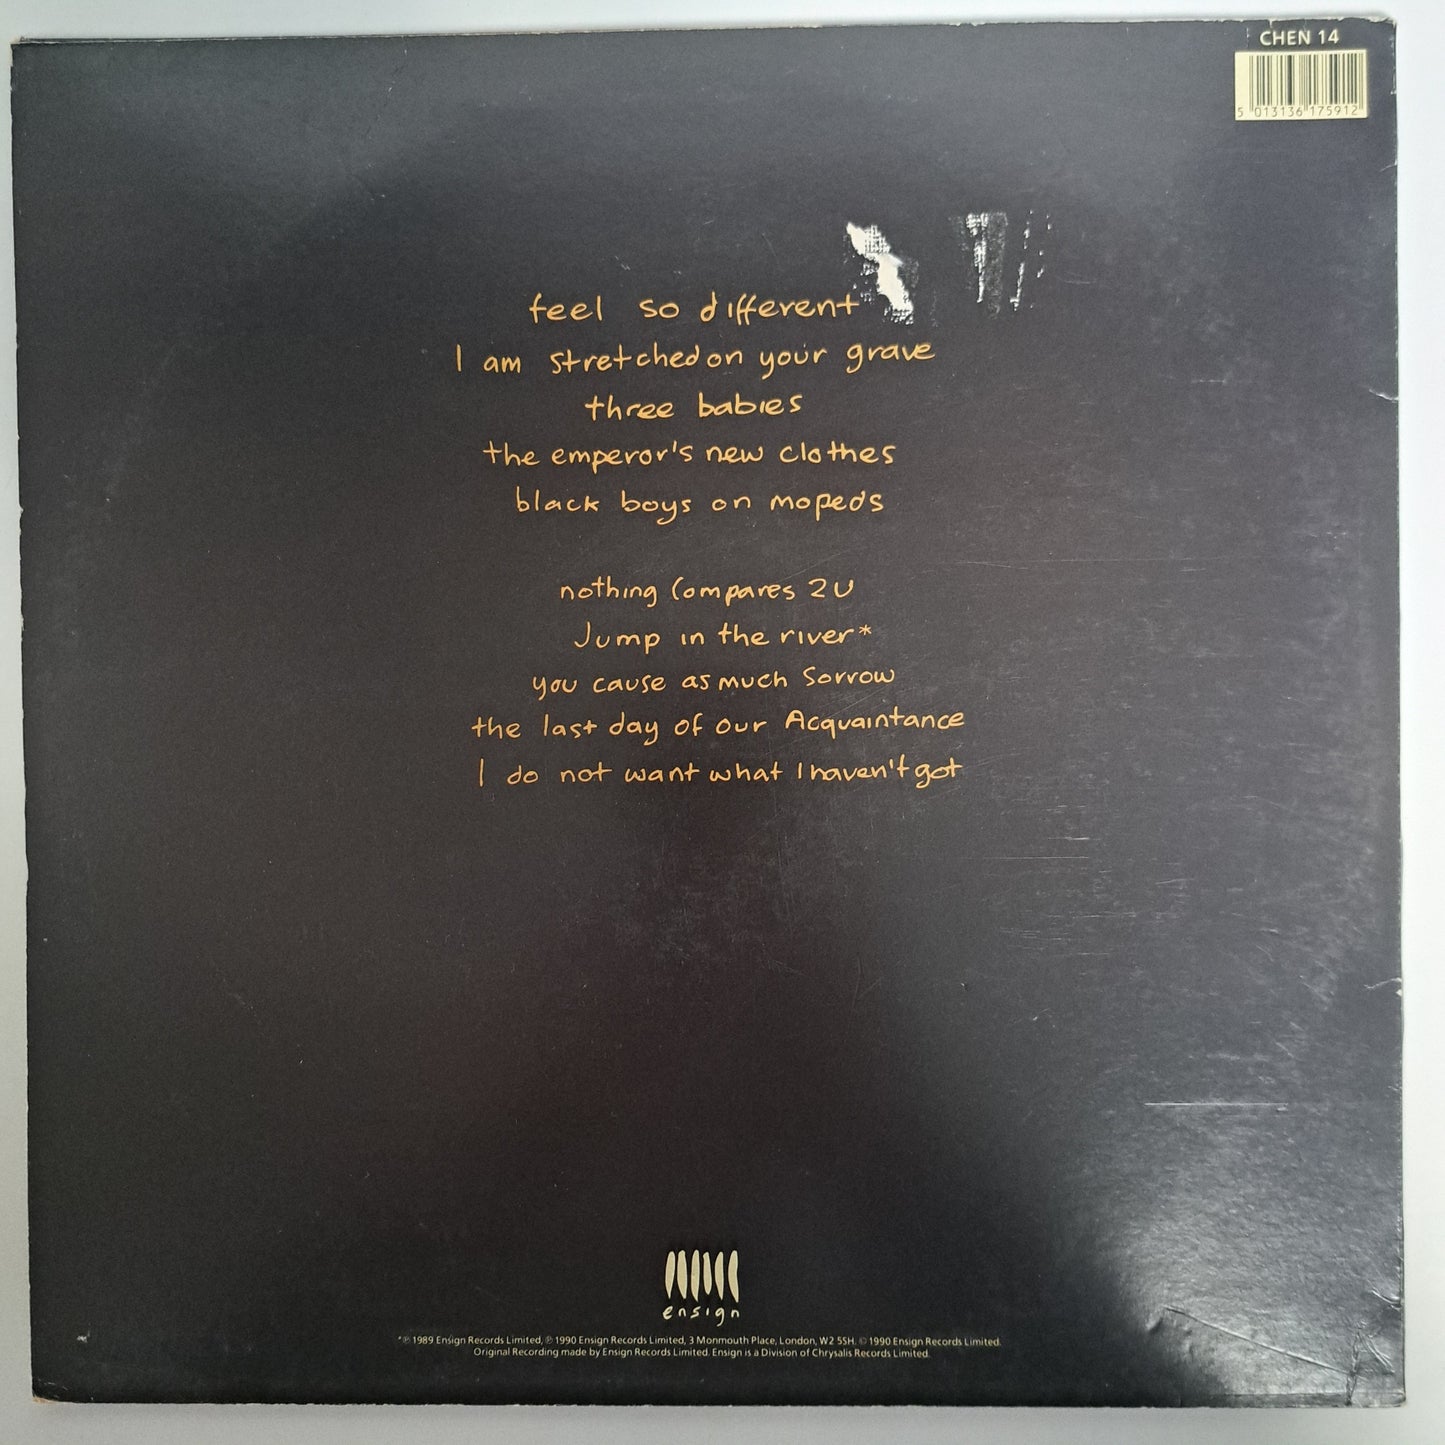 CHEN 14
5 013136 175912
feel so different
I am stretched on your grave
three babies
the emperor's new clothes
black boys on mopeds
nothing Compares 2U
Jump in the river*
you cause as much Sorrow
the last day of our Acquaintance
I do not want what I haven't got
ensign
*℗ 1989 Ensign Records Limited, ℗ 1990 Ensign Records Limited, 3 Monmouth Place, London, W2 5SH. © 1990 Ensign Records Limited.
Original Recording made by Ensign Records Limited. Ensign is a Division of Chrysalis Records Limited.